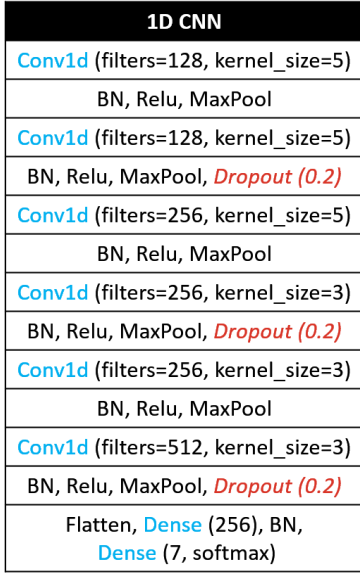 1D CNN
Conv1d (filters=128, kernel_size=5)
BN, Relu, MaxPool
Conv1d (filters=128, kernel_size=5)
BN, Relu, MaxPool, Dropout (0.2)
Conv1d (filters=256, kernel_size=5)
BN, Relu, MaxPool
Conv1d (filters=256, kernel_size=3)
BN, Relu, MaxPool, Dropout (0.2)
Conv1d (filters=256, kernel_size=3)
BN, Relu, MaxPool
Conv1d (filters=512, kernel_size=3)
BN, Relu, MaxPool, Dropout (0.2)
Flatten, Dense (256), BN,
Dense (7, softmax)